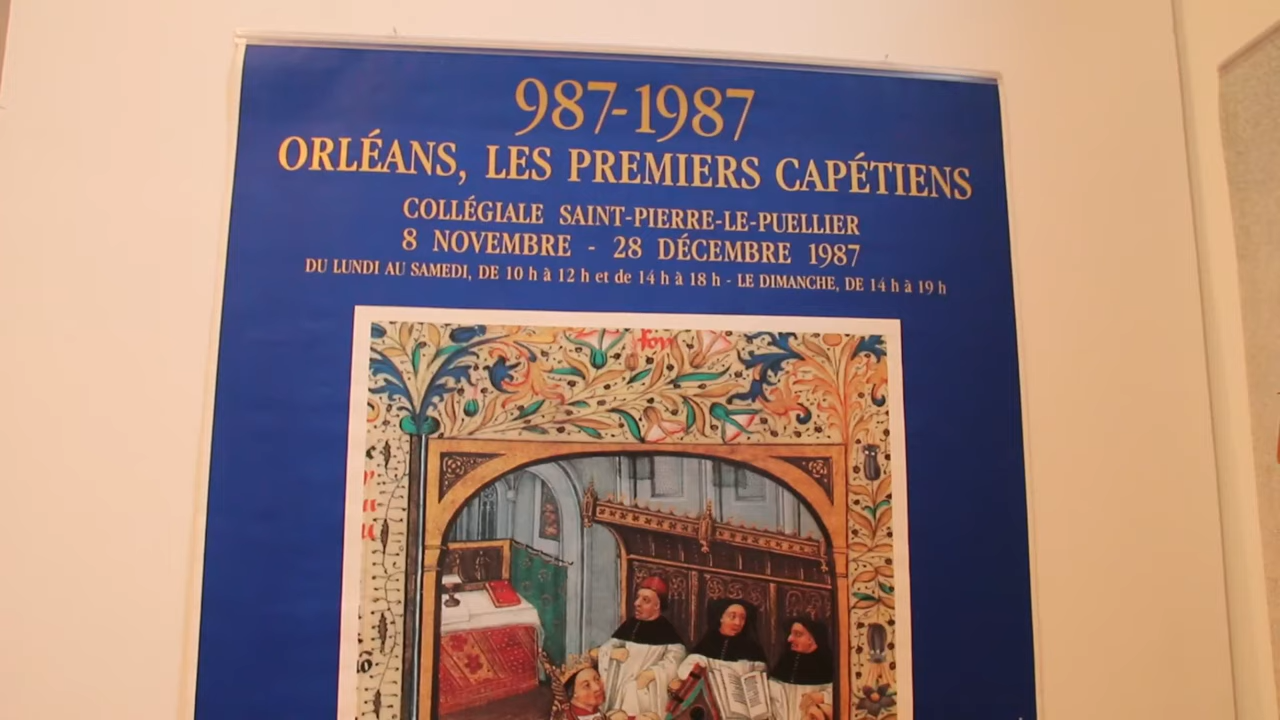 987-1987
ORLÉANS, LES PREMIERS CAPÉTIENS
COLLÉGIALE SAINT-PIERRE-LE-PUELLIER
8 NOVEMBRE - 28 DÉCEMBRE 1987
DU LUNDI AU SAMEDI, DE 10 h à 12 h et de 14 h à 18 h - LE DIMANCHE, DE 14 h à 19 h